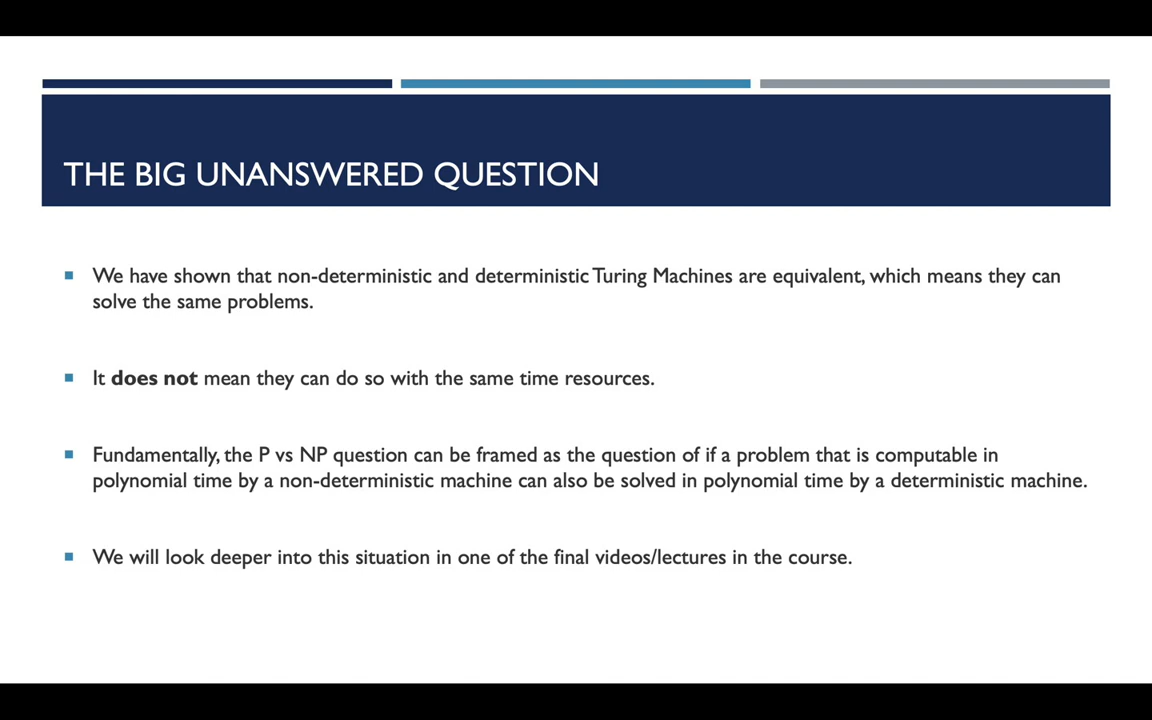 THE BIG UNANSWERED QUESTION
▪ We have shown that non-deterministic and deterministic Turing Machines are equivalent, which means they can
solve the same problems.
▪ It does not mean they can do so with the same time resources.
▪ Fundamentally, the P vs NP question can be framed as the question of if a problem that is computable in
polynomial time by a non-deterministic machine can also be solved in polynomial time by a deterministic machine.
▪ We will look deeper into this situation in one of the final videos/lectures in the course.